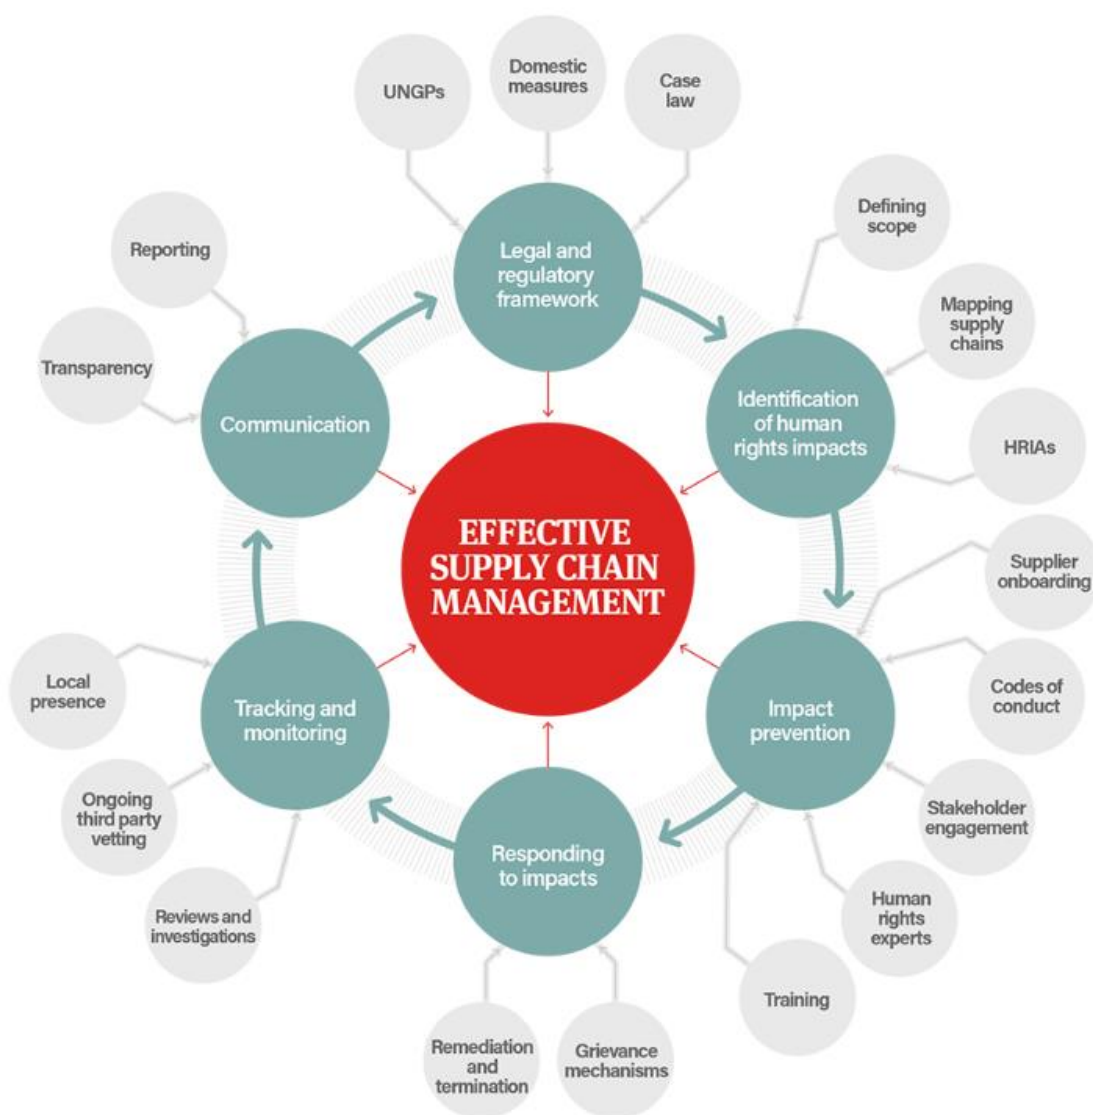 UNGPs
Domestic
measures
Case
law
Legal and
regulatory
framework
Defining
scope
Mapping
supply
chains
HRIAs
Identification
of human
rights impacts
Supplier
onboarding
Codes of
conduct
Stakeholder
engagement
Human
rights
experts
Training
Impact
prevention
Grievance
mechanisms
Remediation
and
termination
Responding
to impacts
Reviews and
investigations
Ongoing
third party
vetting
Local
presence
Tracking and
monitoring
Transparency
Reporting
Communication
EFFECTIVE
SUPPLY CHAIN
MANAGEMENT